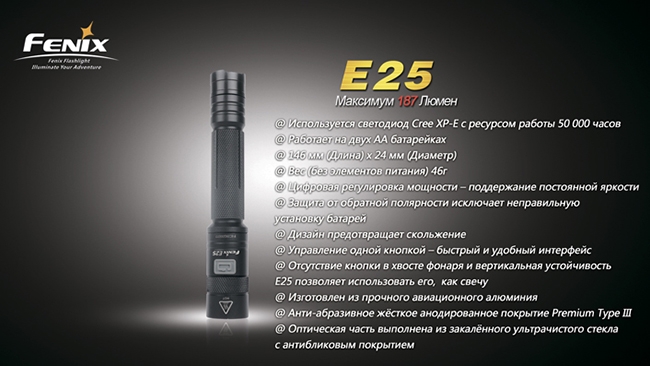 FENIX
Fenix Flashlight
Illuminate Your Adventure
E25
Максимум 187 Люмен
@ Используется светодиод Cree XP-E с ресурсом работы 50 000 часов
@ Работает на двух АА батарейках
@ 146 мм (Длина) х 24 мм (Диаметр)
@ Вес (без элементов питания) 46г
@ Цифровая регулировка мощности – поддержание постоянной яркости
@ Защита от обратной полярности исключает неправильную
установку батарей
@ Дизайн предотвращает скольжение
@ Управление одной кнопкой – быстрый и удобный интерфейс
@ Отсутствие кнопки в хвосте фонаря и вертикальная устойчивость
E25 позволяет использовать его, как свечу
@ Изготовлен из прочного авиационного алюминия
@ Анти-абразивное жёсткое анодированное покрытие Premium Type III
@ Оптическая часть выполнена из закалённого ультрачистого стекла
с антибликовым покрытием
Fenix E25